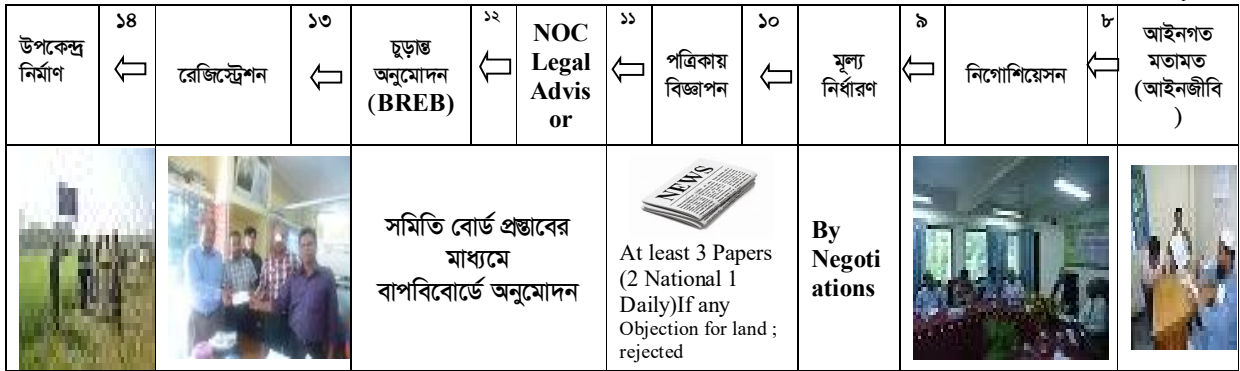 উপকেন্দ্র
নির্মাণ
১৪
রেজিস্ট্রেশন
১৩
চুড়ান্ত
অনুমোদন
(BREB)
১২
NOC
Legal
Advis
or
১১
পত্রিকায়
বিজ্ঞাপন
১০
মূল্য
নির্ধারণ
৯
নিগোশিয়েসন
৮
আইনগত
মতামত
(আইনজীবি
)
সমিতি বোর্ড প্রস্তাবের
মাধ্যমে
বাপবিবোর্ডে অনুমোদন
NEWS
At least 3 Papers
(2 National 1
Daily)If any
Objection for land ;
rejected
By
Negoti
ations